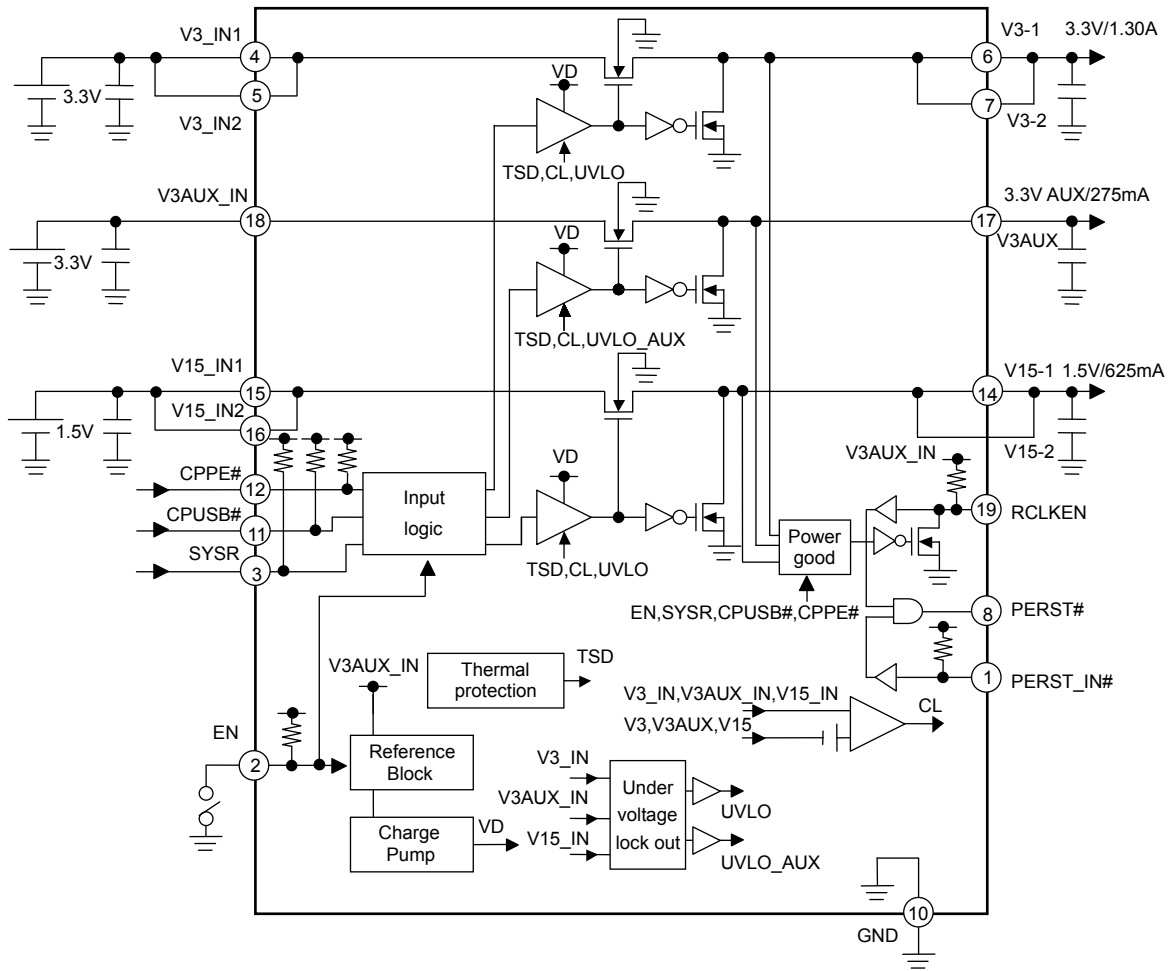 V3_IN1
V3-1
3.3V/1.30A
4
6
VD
3.3V
5
7
V3_IN2
V3-2
TSD,CL,UVLO
V3AUX_IN
3.3V AUX/275mA
18
17
VD
V3AUX
3.3V
TSD,CL,UVLO_AUX
V15_IN1
V15-1
1.5V/625mA
15
14
V15_IN2
1.5V
16
V15-2
V3AUX_IN
CPPE#
VD
12
Input
logic
19
RCLKEN
CPUSB#
11
Power
good
SYSR
3
TSD,CL,UVLO
EN,SYSR,CPUSB#,CPPE#
8
PERST#
V3AUX_IN
Thermal
protection
TSD
1
PERST_IN#
V3_IN,V3AUX_IN,V15_IN
CL
V3,V3AUX,V15
EN
2
Reference
Block
V3_IN
Under
voltage
lock out
V3AUX_IN
UVLO
Charge
Pump
VD
V15_IN
UVLO_AUX
10
GND